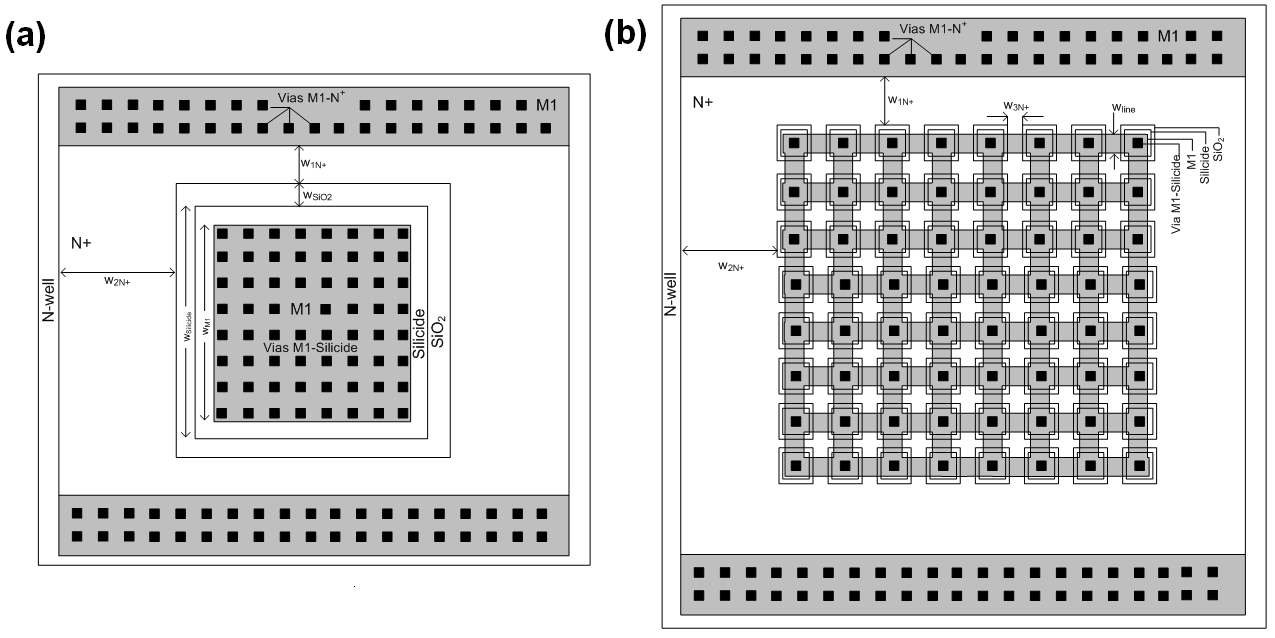 (a)
Vias M1-N+
M1
w1N+
wSiO2
N+
w2N+
N-well
wSilicide
wM1
M1
Vias M1-Silicide
Silicide
SiO2
(b)
Vias M1-N+
M1
N+
w1N+
w3N+
wline
SiO2
Silicide
M1
Via M1-Silicide
w2N+
N-well